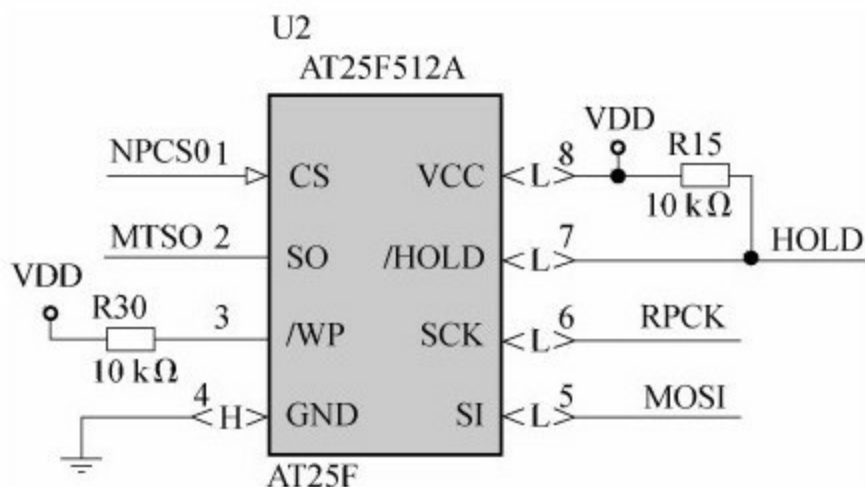 U2
AT25F512A
NPCS0 1
CS
VCC
L
8
VDD
R15
10 kΩ
MTSO 2
SO
/HOLD
L
7
HOLD
VDD
R30
10 kΩ
3
/WP
SCK
L
6
RPCK
4
H
GND
SI
L
5
MOSI
AT25F